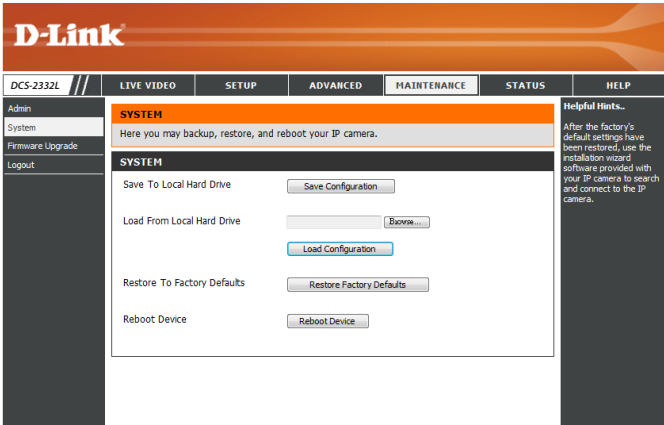 D-Link
DCS-2332L
LIVE VIDEO SETUP ADVANCED MAINTENANCE STATUS HELP
Admin
System
Firmware Upgrade
Logout
SYSTEM
Here you may backup, restore, and reboot your IP camera.
SYSTEM
Save To Local Hard Drive Save Configuration
Load From Local Hard Drive Browse...
Load Configuration
Restore To Factory Defaults Restore Factory Defaults
Reboot Device Reboot Device
Helpful Hints..
After the factory's
default settings have
been restored, use the
installation wizard
software provided with
your IP camera to search
and connect to the IP
camera.